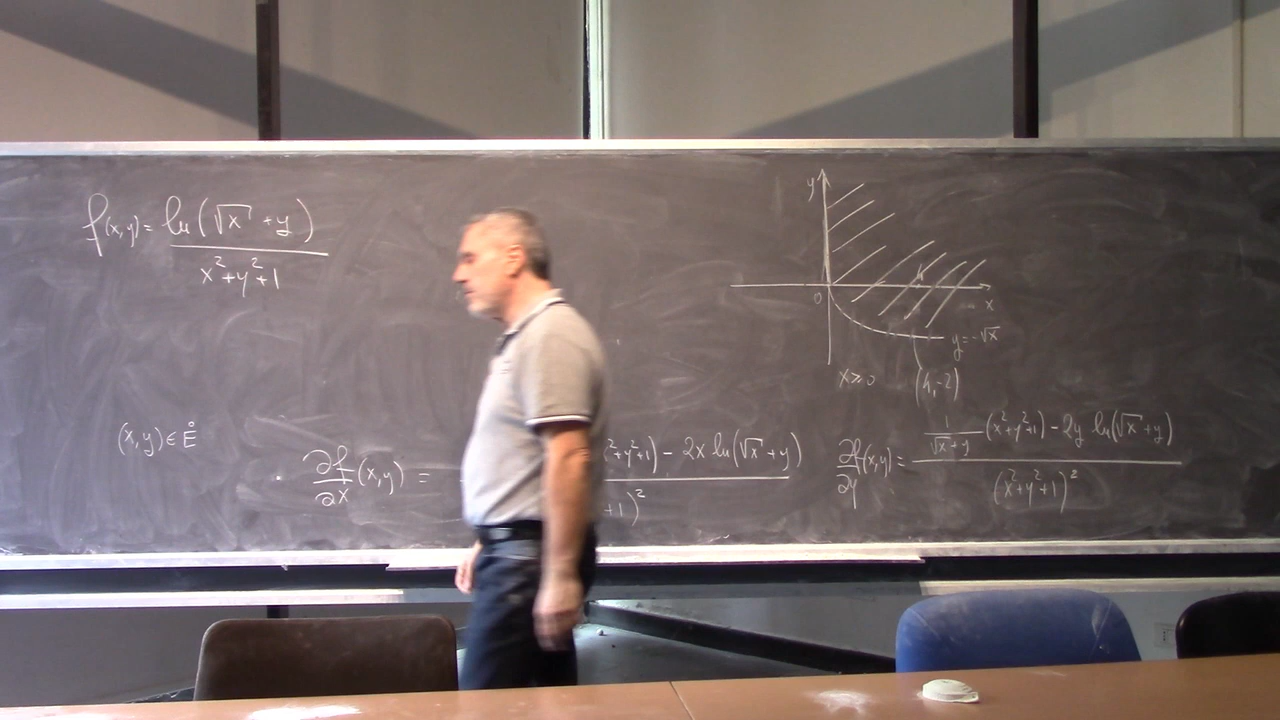 f(x,y) = ln(√x + y)
x²+y²+1
y
0
x
y=-√x
x≥0
(4,-2)
(x,y)∈E̊
∂f/∂x (x,y) = ²+y²+1) - 2x ln(√x + y)
+1)²
∂f/∂y (x,y) = 1/(√x+y) (x²+y²+1) - 2y ln(√x + y)
(x²+y²+1)²